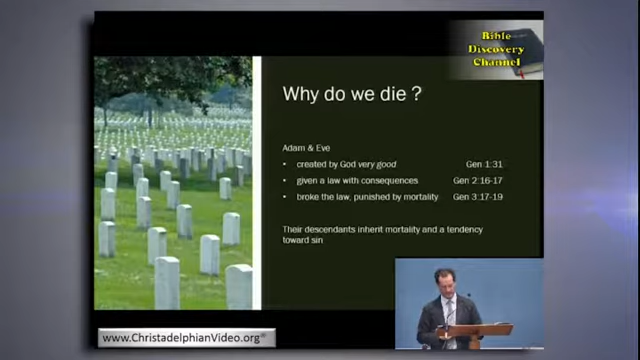 Bible
Discovery
Channel
Why do we die ?
Adam & Eve
• created by God very good Gen 1:31
• given a law with consequences Gen 2:16-17
• broke the law, punished by mortality Gen 3:17-19
Their descendants inherit mortality and a tendency
toward sin
www.ChristadelphianVideo.org